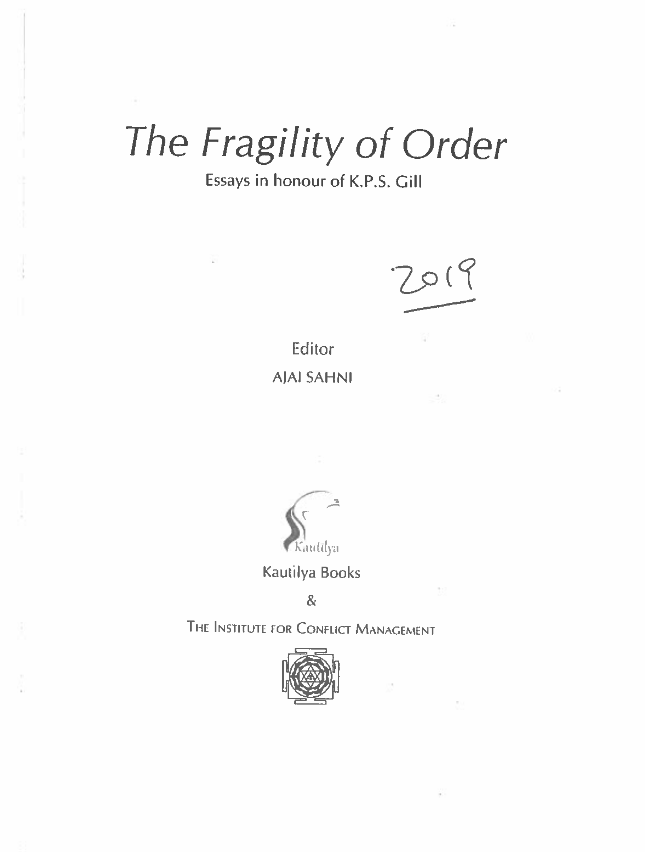 The Fragility of Order
Essays in honour of K.P.S. Gill
2019
Editor
AJAI SAHNI
Kautilya
Kautilya Books
&
THE INSTITUTE FOR CONFLICT MANAGEMENT